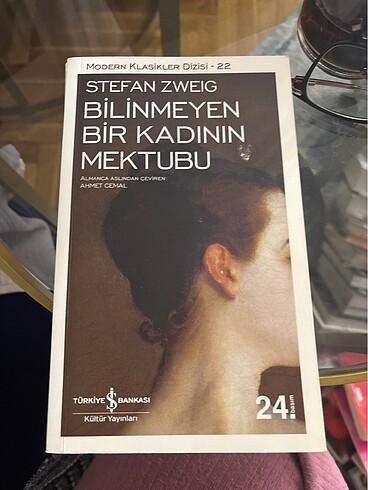 MODERN KLASİKLER DİZİSİ - 22
STEFAN ZWEIG
BİLİNMEYEN
BİR KADININ
MEKTUBU
ALMANCA ASLINDAN ÇEVİREN:
AHMET CEMAL
TÜRKİYE İŞ BANKASI
Kültür Yayınları
24.
basım